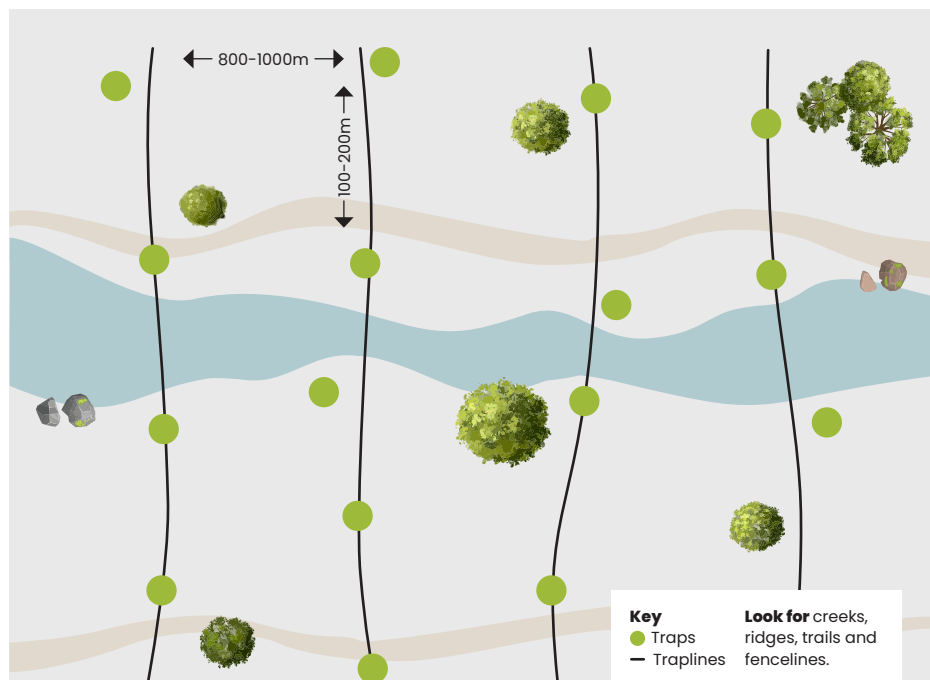 800-1000m
100-200m
Key
Traps
Traplines
Look for creeks,
ridges, trails and
fencelines.